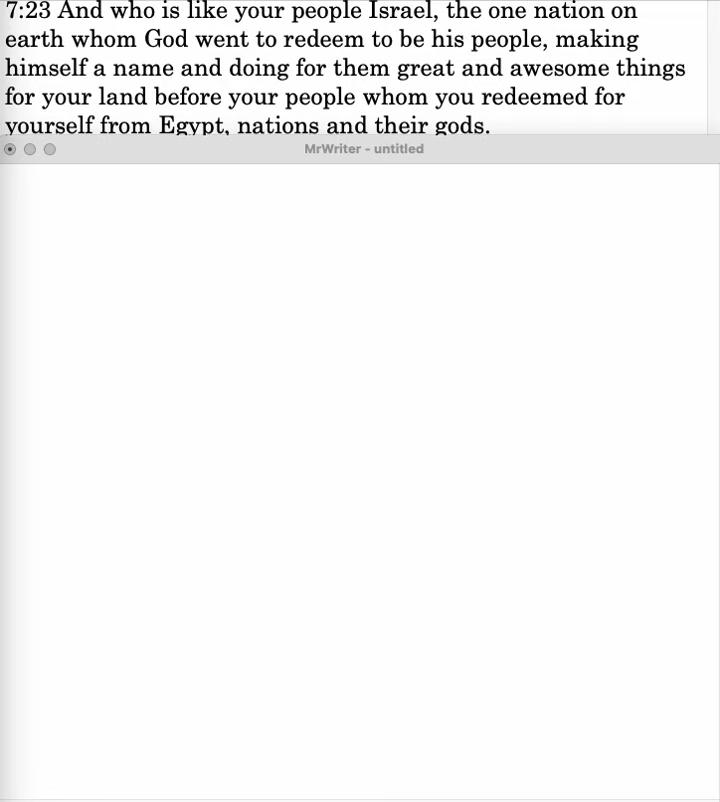 7:23 And who is like your people Israel, the one nation on
earth whom God went to redeem to be his people, making
himself a name and doing for them great and awesome things
for your land before your people whom you redeemed for
yourself from Egypt, nations and their gods.
MrWriter - untitled